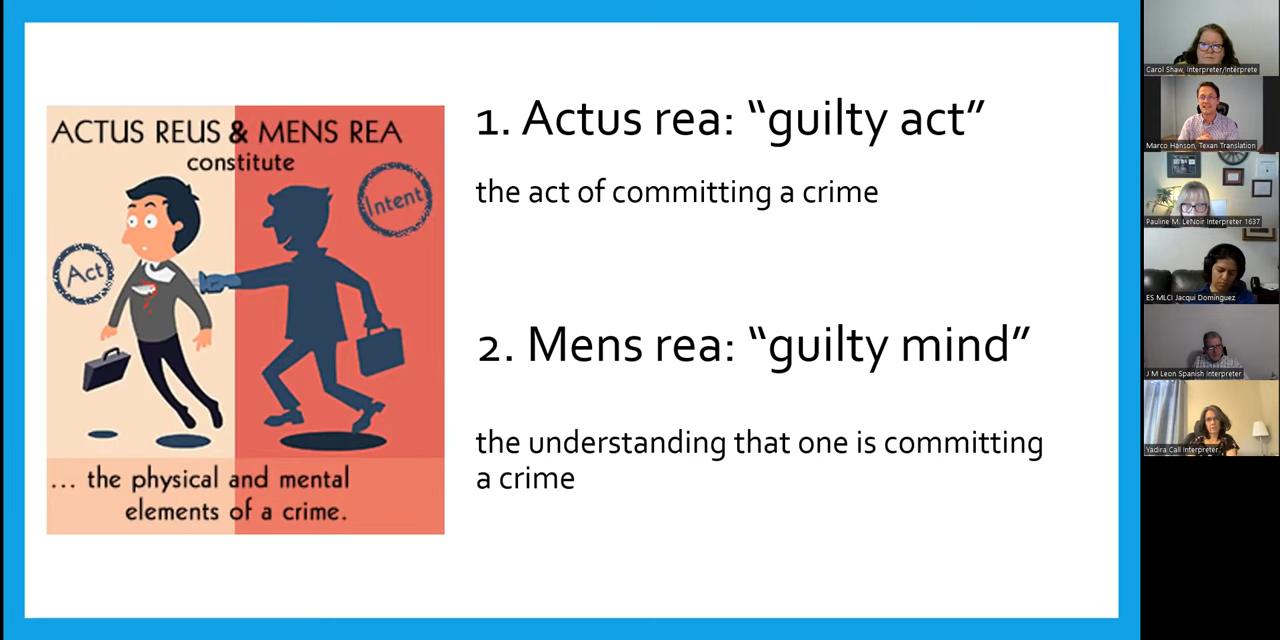 ACTUS REUS & MENS REA
constitute
Intent
Act
... the physical and mental
elements of a crime.
1. Actus rea: “guilty act”
the act of committing a crime
2. Mens rea: “guilty mind”
the understanding that one is committing
a crime
Carol Shaw, Interpreter/Intérprete
Marco Hanson, Texan Translation
Pauline M. LeNoir Interpreter 1637
ES MLCI Jacqui Domínguez
J M Leon Spanish Interpreter
Yadira Call Interpreter